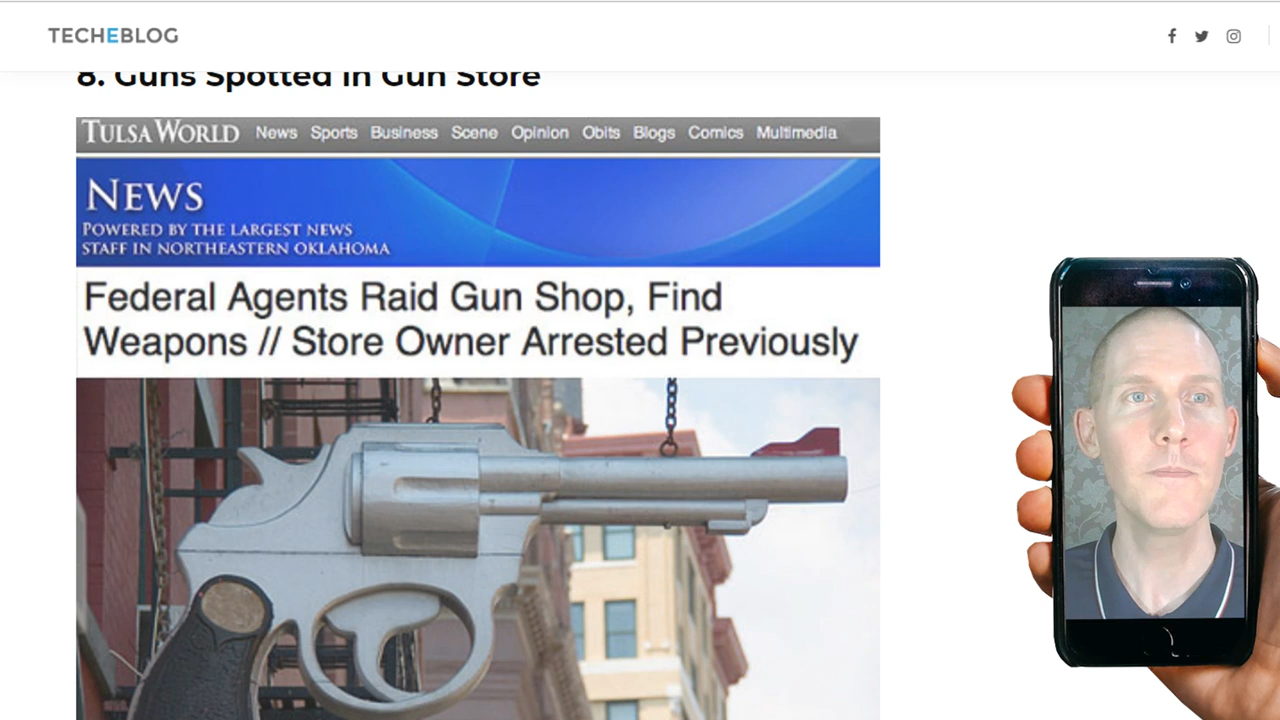 TECHEBLOG
8. Guns Spotted in Gun Store
TULSA WORLD News Sports Business Scene Opinion Obits Blogs Comics Multimedia
NEWS
POWERED BY THE LARGEST NEWS
STAFF IN NORTHEASTERN OKLAHOMA
Federal Agents Raid Gun Shop, Find
Weapons // Store Owner Arrested Previously